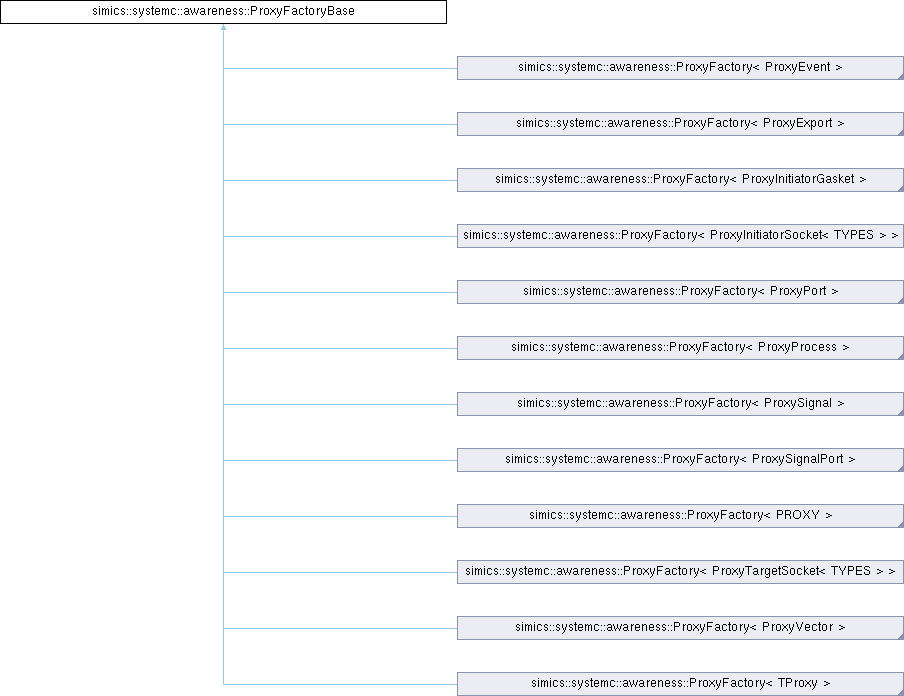 simics::systemc::awareness::ProxyFactoryBase
simics::systemc::awareness::ProxyFactory< ProxyEvent >
simics::systemc::awareness::ProxyFactory< ProxyExport >
simics::systemc::awareness::ProxyFactory< ProxyInitiatorGasket >
simics::systemc::awareness::ProxyFactory< ProxyInitiatorSocket< TYPES > >
simics::systemc::awareness::ProxyFactory< ProxyPort >
simics::systemc::awareness::ProxyFactory< ProxyProcess >
simics::systemc::awareness::ProxyFactory< ProxySignal >
simics::systemc::awareness::ProxyFactory< ProxySignalPort >
simics::systemc::awareness::ProxyFactory< PROXY >
simics::systemc::awareness::ProxyFactory< ProxyTargetSocket< TYPES > >
simics::systemc::awareness::ProxyFactory< ProxyVector >
simics::systemc::awareness::ProxyFactory< TProxy >